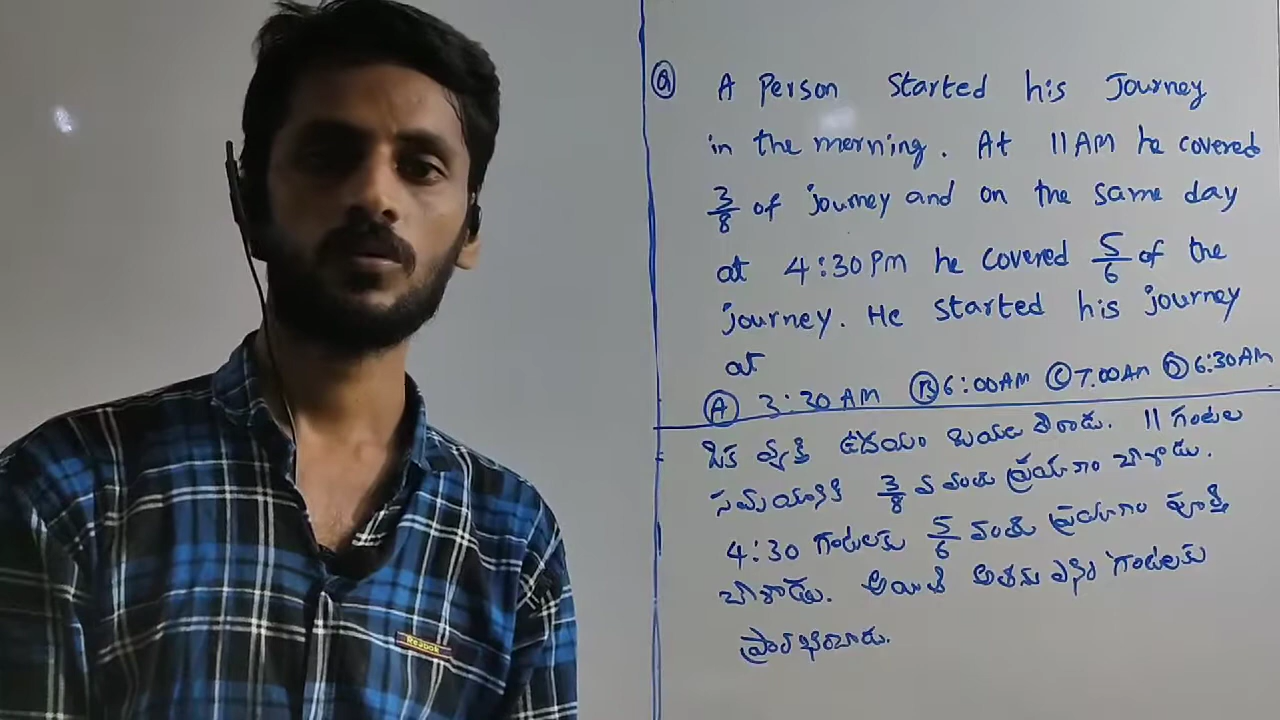 Q A Person Started his Journey
in the morning. At 11AM he covered
3/8 of journey and on the same day
at 4:30PM he covered 5/6 of the
journey. He started his journey
at
A 3:30 AM B 6:00AM C 7.00AM D 6:30AM
ఒక వ్యక్తి ఉదయం బయలుదేరాడు. 11 గంటల
సమయానికి 3/8 వ వంతు ప్రయాణం చేశాడు.
4:30 గంటలకు 5/6 వంతు ప్రయాణం పూర్తి
చేశాడు. అయితే అతను ఎన్ని గంటలకు
ప్రారంభించాడు.
Reebok